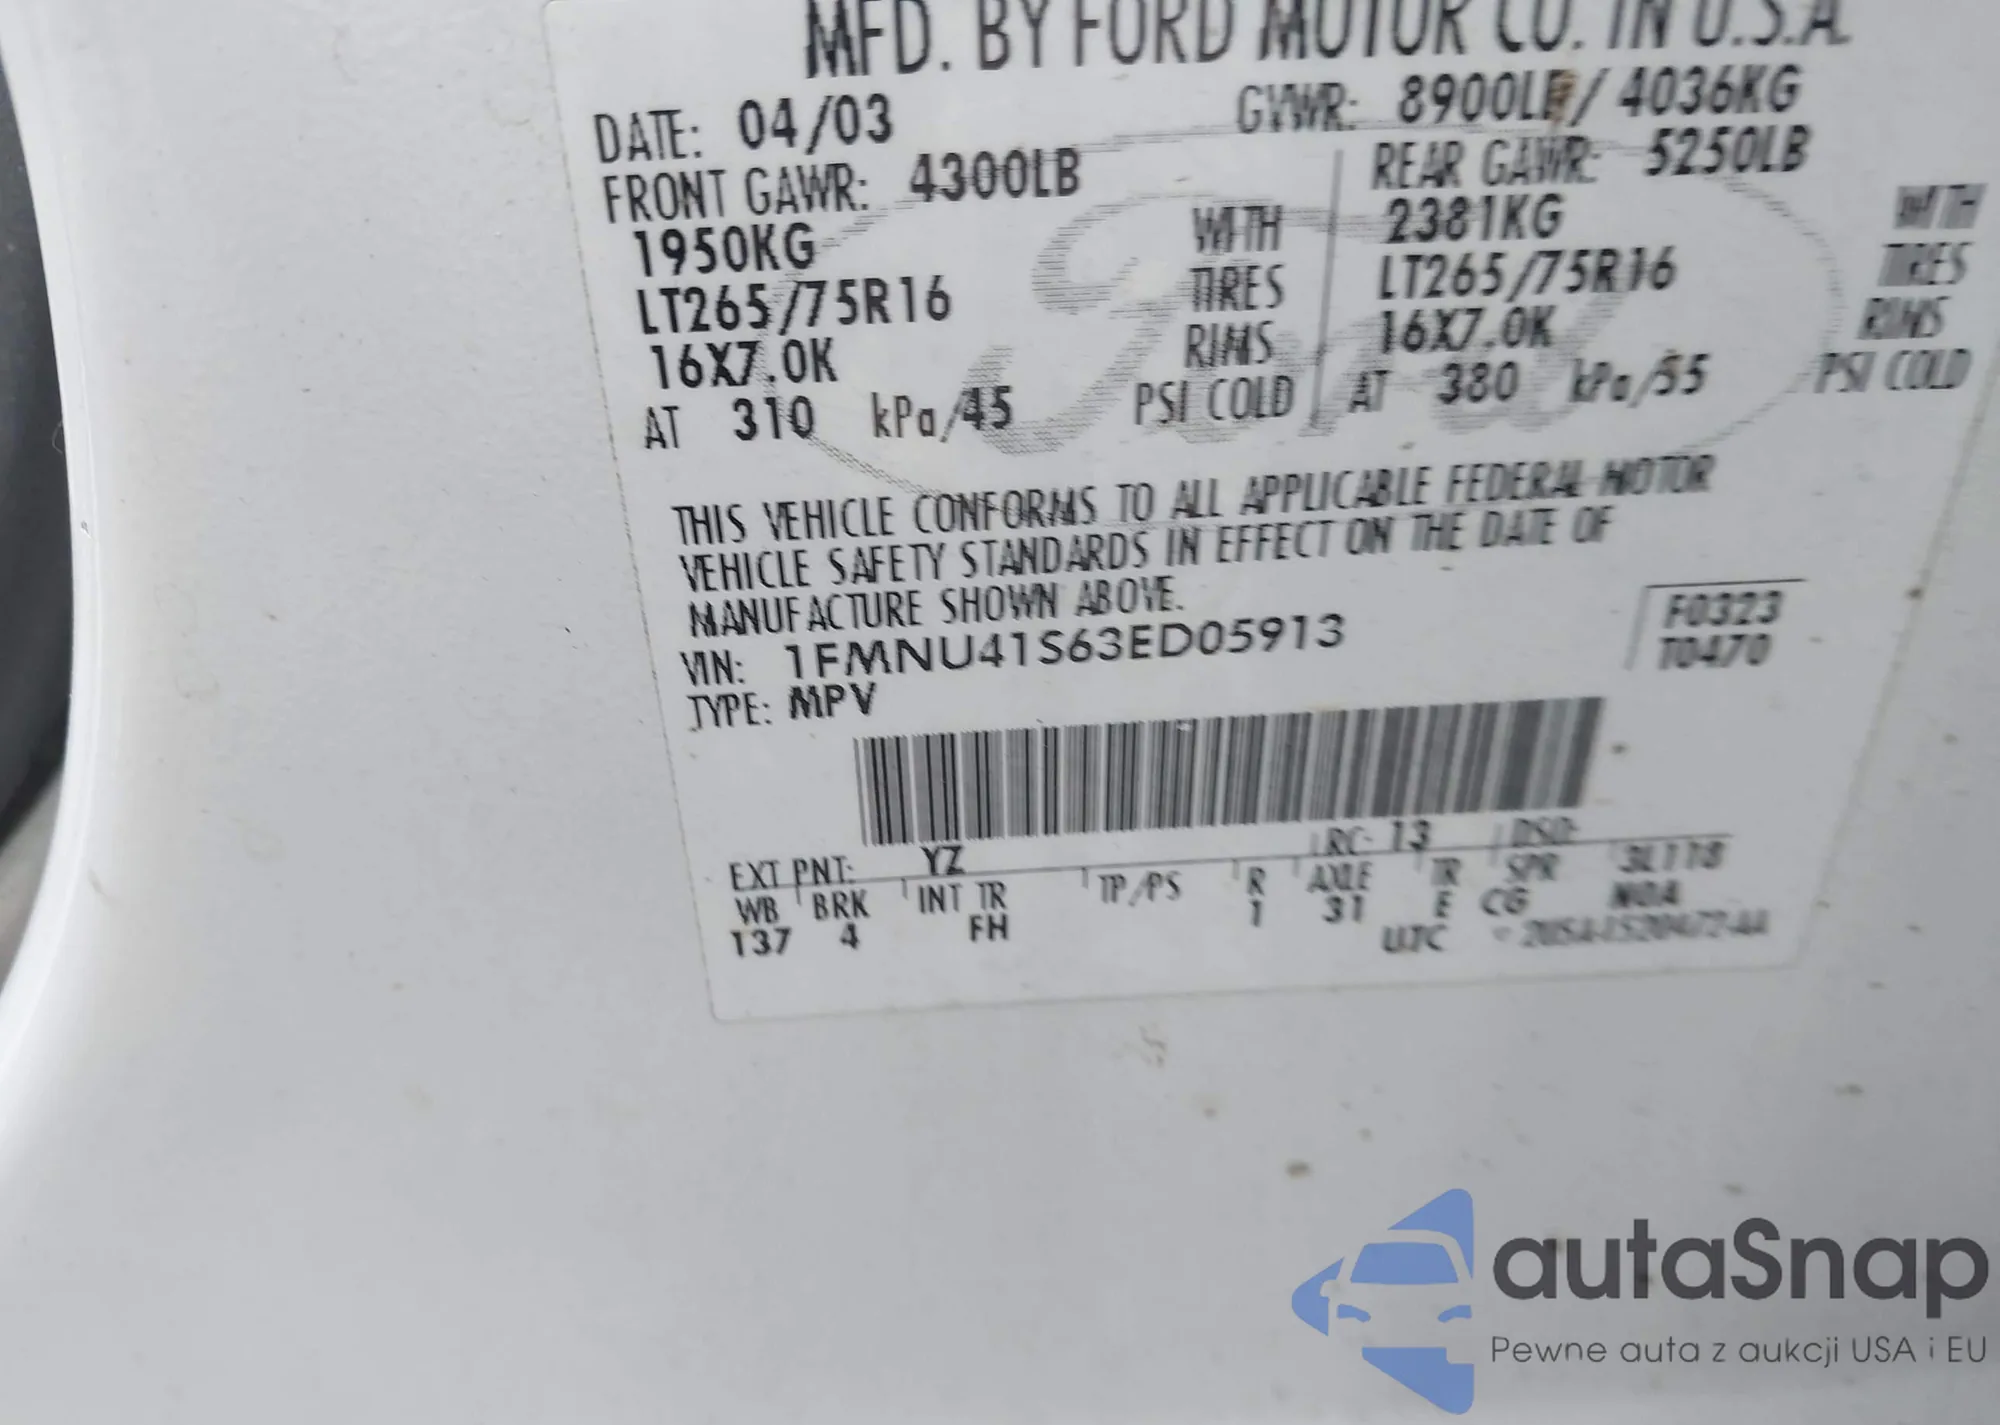 MFD. BY FORD MOTOR CO. IN U.S.A.
DATE: 04/03 GVWR: 8900LB / 4036KG
FRONT GAWR: 4300LB REAR GAWR: 5250LB
1950KG WITH 2381KG WITH
LT265/75R16 TIRES LT265/75R16 TIRES
16X7.0K RIMS 16X7.0K RIMS
AT 310 kPa/45 PSI COLD AT 380 kPa/55 PSI COLD
THIS VEHICLE CONFORMS TO ALL APPLICABLE FEDERAL MOTOR
VEHICLE SAFETY STANDARDS IN EFFECT ON THE DATE OF
MANUFACTURE SHOWN ABOVE.
VIN: 1FMNU41S63ED05913 F0323
TYPE: MPV T0470
EXT PNT: YZ RC: 13 DSO:
WB BRK INT TR TP/PS R AXLE TR SPR
137 4 FH 1 31 E CG
UTC
Ford
autaSnap
Pewne auta z aukcji USA i EU